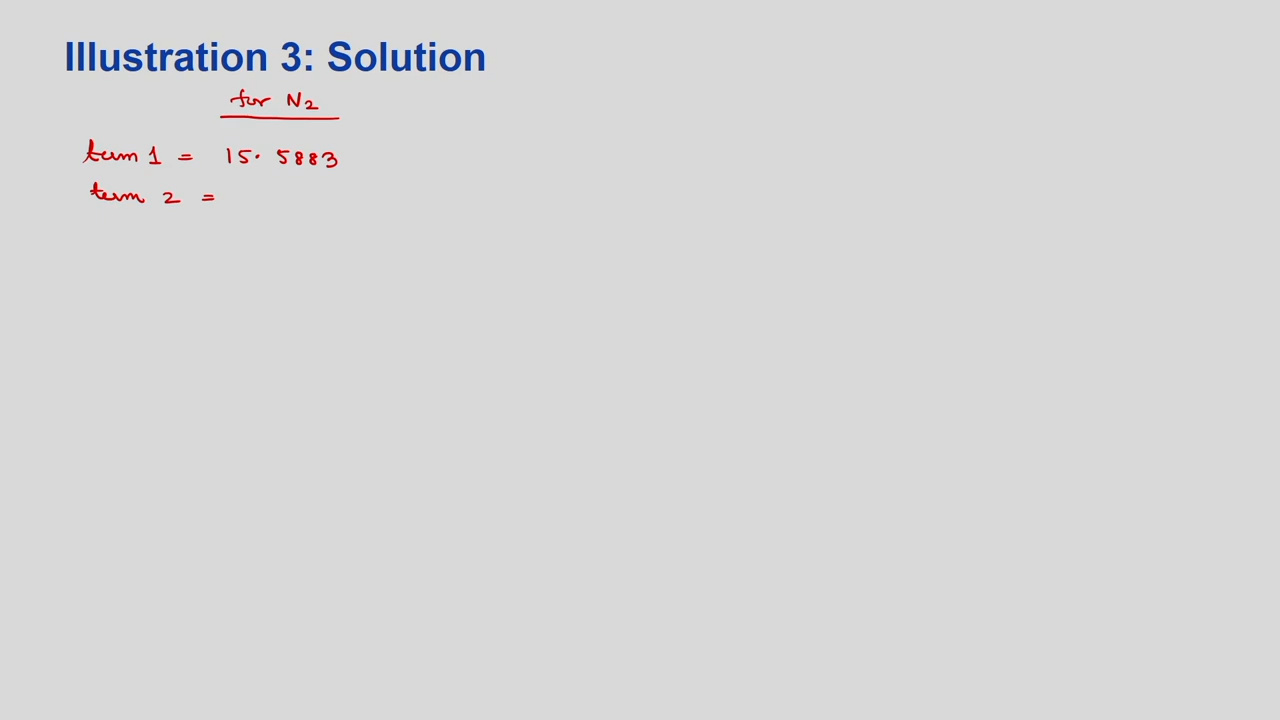 Illustration 3: Solution
for N2
term 1 = 15.5883
term 2 =